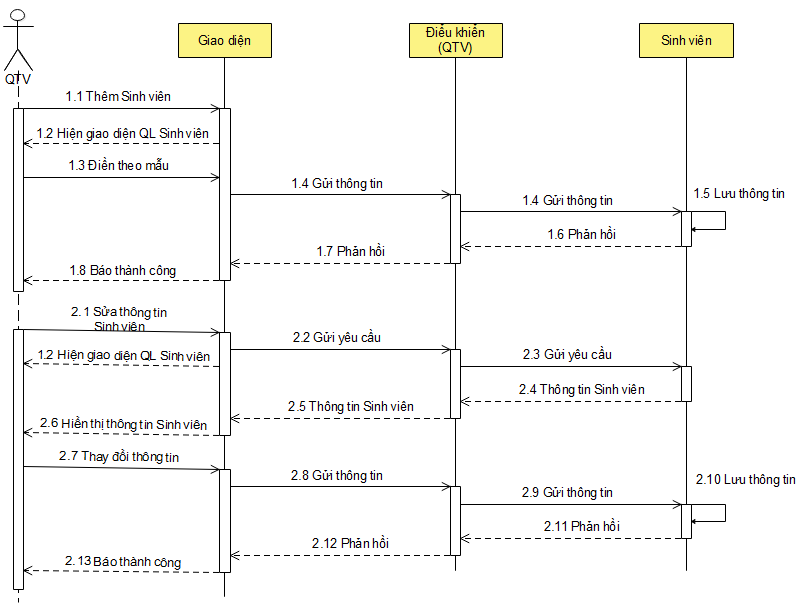 Giao diện
Điều khiển
(QTV)
Sinh viên
QTV
1.1 Thêm Sinh viên
1.2 Hiện giao diện QL Sinh viên
1.3 Điền theo mẫu
1.4 Gửi thông tin
1.4 Gửi thông tin
1.5 Lưu thông tin
1.6 Phản hồi
1.7 Phản hồi
1.8 Báo thành công
2.1 Sửa thông tin
Sinh viên
2.2 Gửi yêu cầu
1.2 Hiện giao diện QL Sinh viên
2.3 Gửi yêu cầu
2.4 Thông tin Sinh viên
2.5 Thông tin Sinh viên
2.6 Hiển thị thông tin Sinh viên
2.7 Thay đổi thông tin
2.8 Gửi thông tin
2.9 Gửi thông tin
2.10 Lưu thông tin
2.11 Phản hồi
2.12 Phản hồi
2.13 Báo thành công